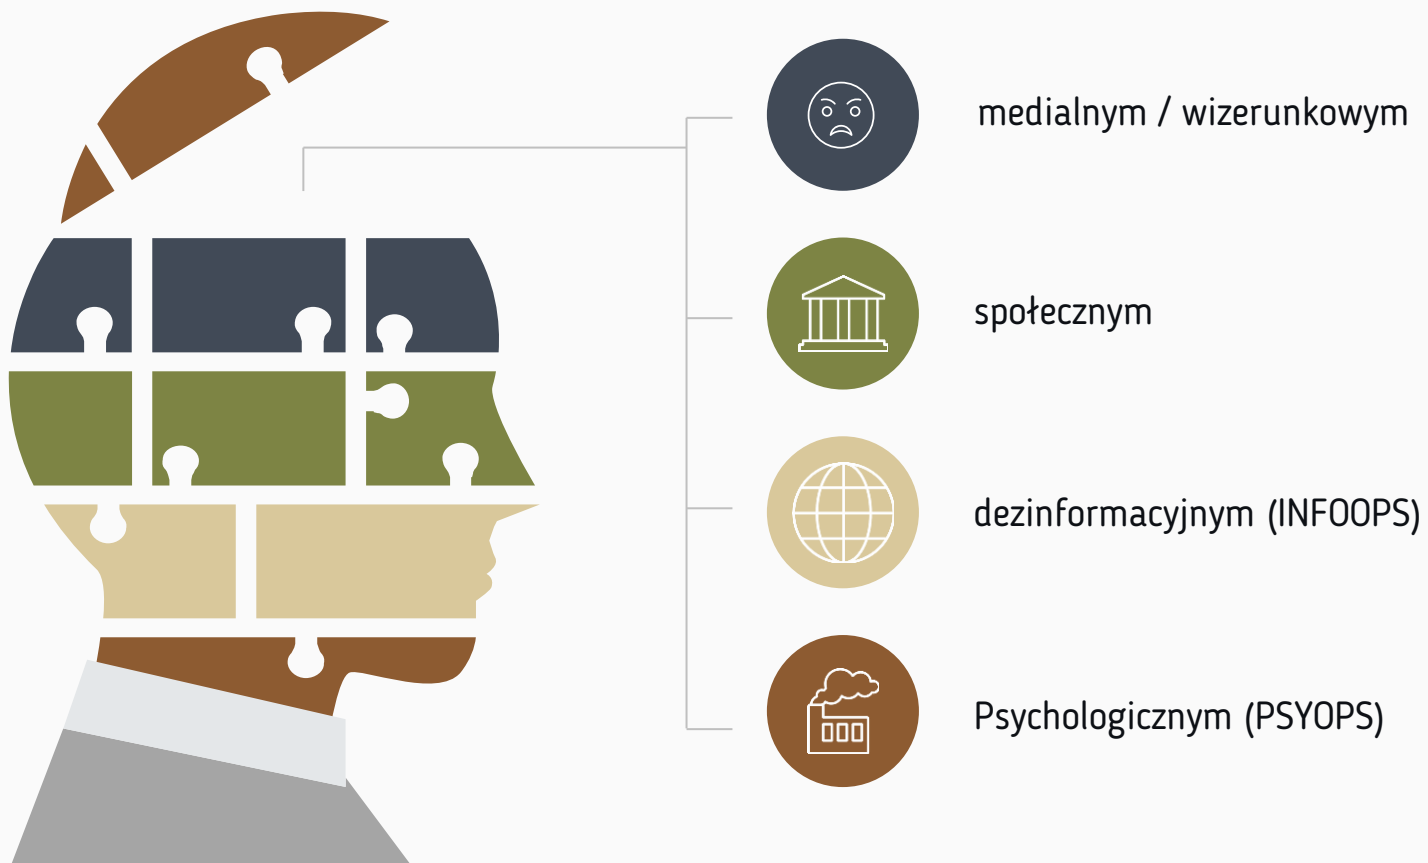 medialnym / wizerunkowym
społecznym
dezinformacyjnym (INFOOPS)
Psychologicznym (PSYOPS)